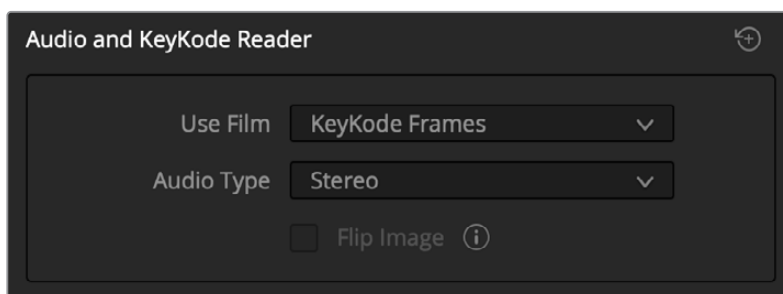 Audio and KeyKode Reader
Use Film KeyKode Frames
Audio Type Stereo
Flip Image